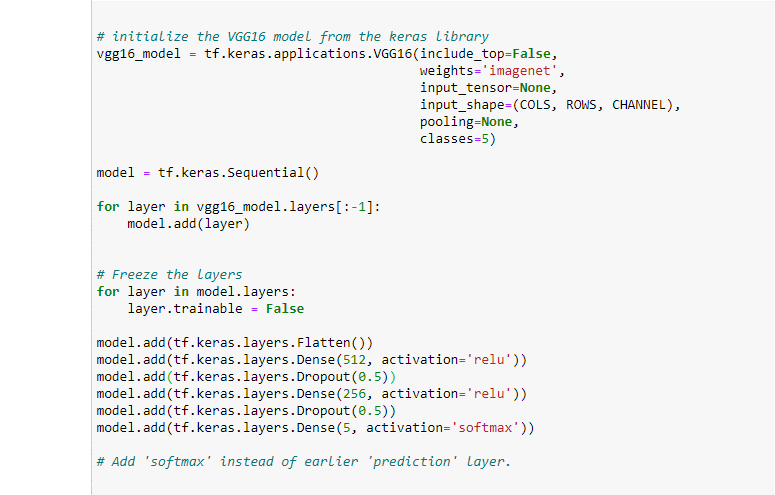 # initialize the VGG16 model from the keras library
vgg16_model = tf.keras.applications.VGG16(include_top=False,
                                          weights='imagenet',
                                          input_tensor=None,
                                          input_shape=(COLS, ROWS, CHANNEL),
                                          pooling=None,
                                          classes=5)
model = tf.keras.Sequential()
for layer in vgg16_model.layers[:-1]:
    model.add(layer)
# Freeze the layers
for layer in model.layers:
    layer.trainable = False
model.add(tf.keras.layers.Flatten())
model.add(tf.keras.layers.Dense(512, activation='relu'))
model.add(tf.keras.layers.Dropout(0.5))
model.add(tf.keras.layers.Dense(256, activation='relu'))
model.add(tf.keras.layers.Dropout(0.5))
model.add(tf.keras.layers.Dense(5, activation='softmax'))
# Add 'softmax' instead of earlier 'prediction' layer.